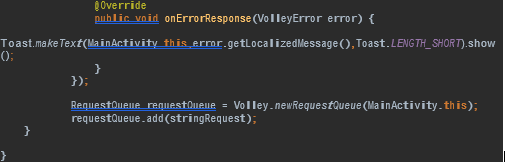 @Override
public void onErrorResponse(VolleyError error) {
Toast.makeText(MainActivity.this,error.getLocalizedMessage(),Toast.LENGTH_SHORT).show
();
}
});
RequestQueue requestQueue = Volley.newRequestQueue(MainActivity.this);
requestQueue.add(stringRequest);
}
}